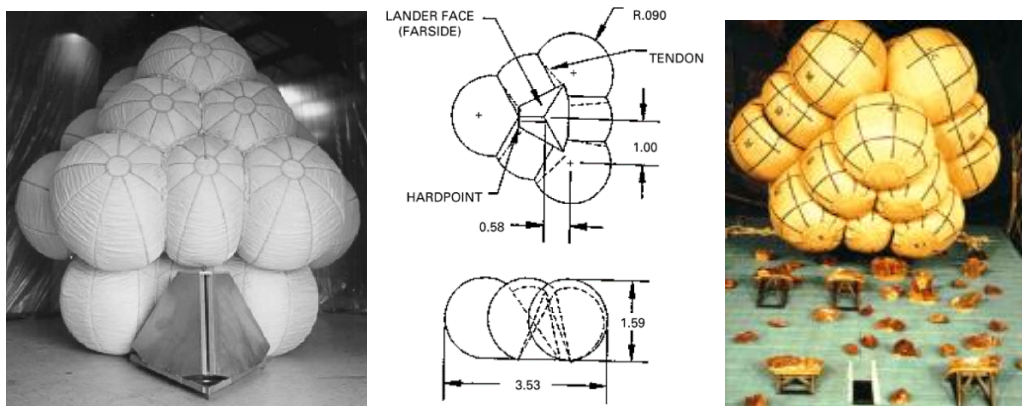 LANDER FACE
(FARSIDE)
R.090
TENDON
1.00
HARDPOINT
0.58
1.59
3.53